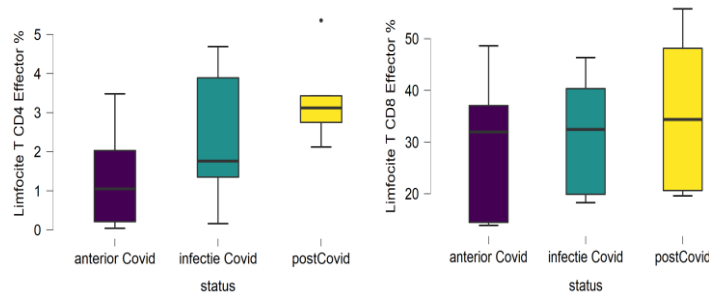 Limfocite T CD4 Effector %
5
4
3
2
1
0
anterior Covid infectie Covid postCovid
status
Limfocite T CD8 Effector %
50
40
30
20
anterior Covid infectie Covid postCovid
status